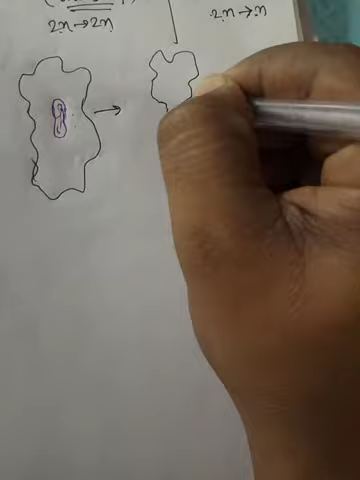 2n → 2n
2n → n